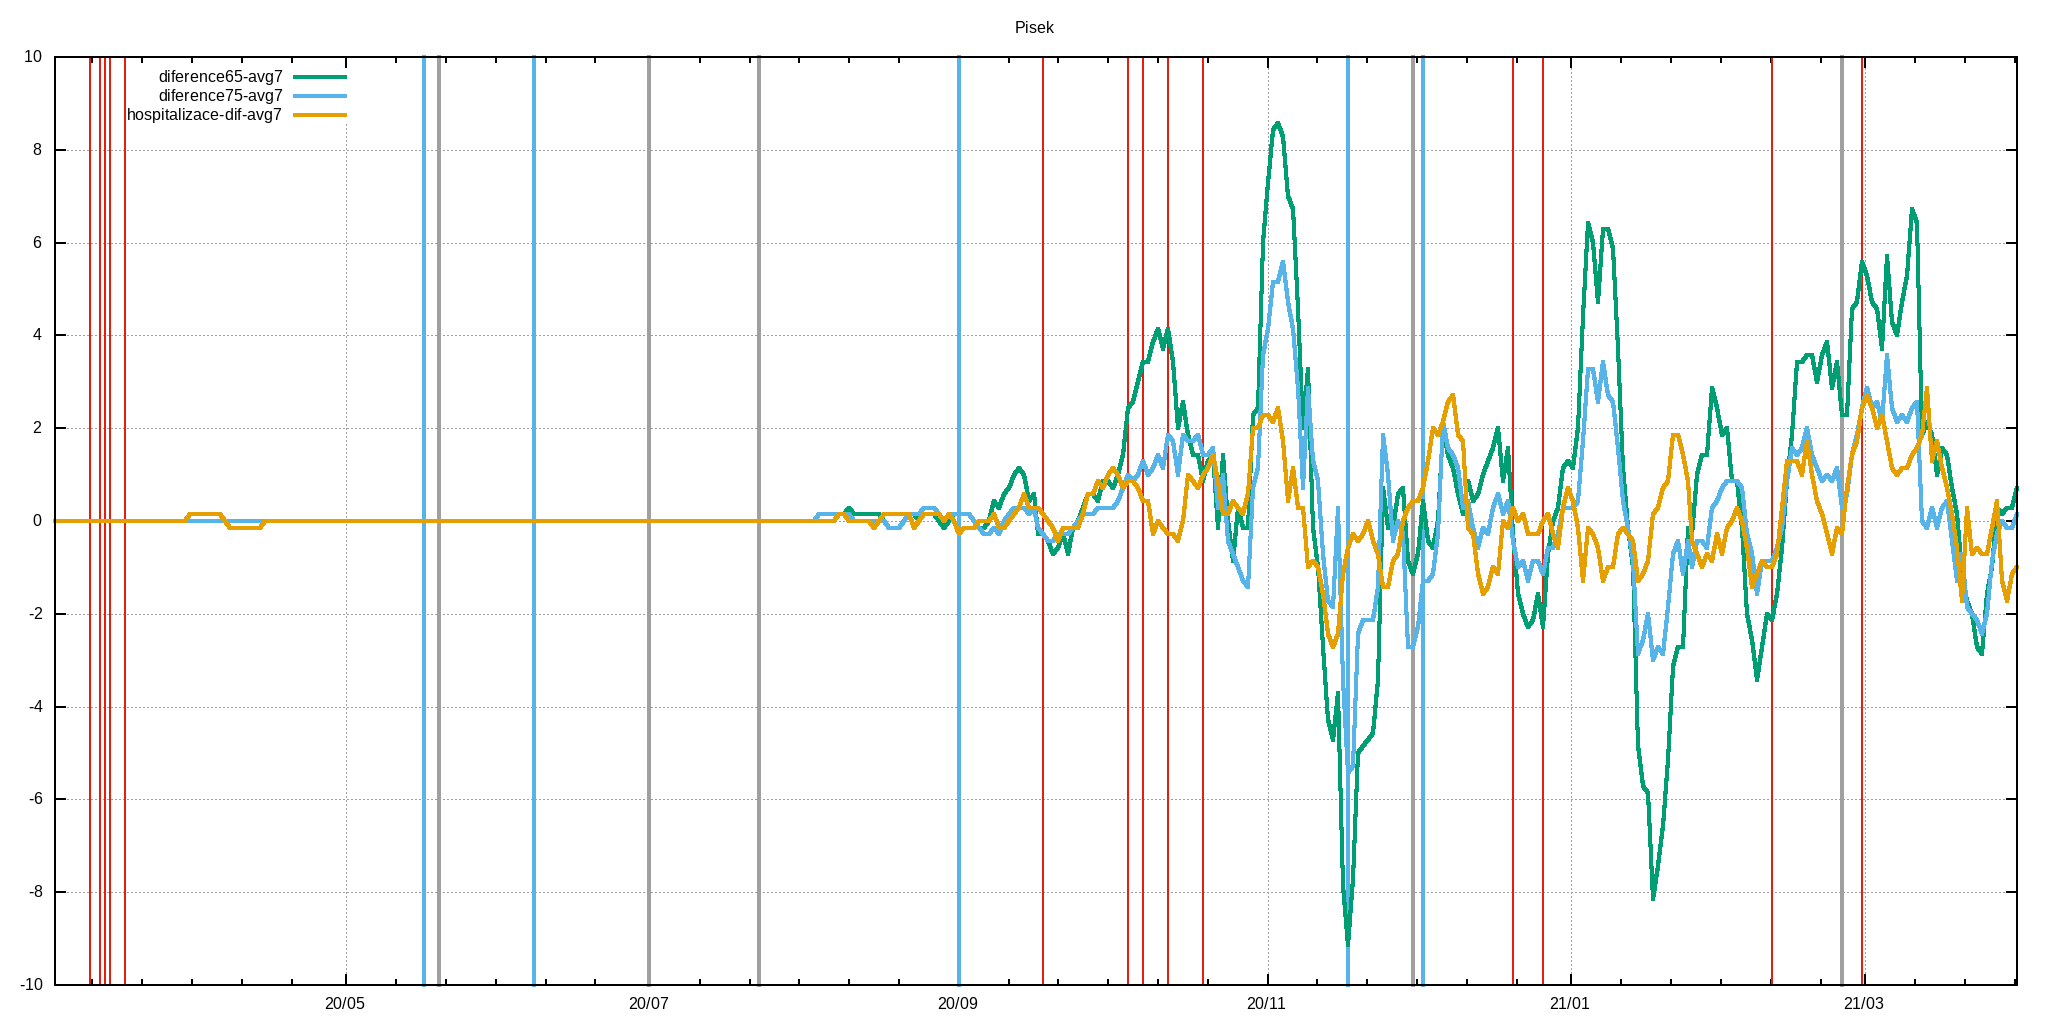 Pisek
diference65-avg7
diference75-avg7
hospitalizace-dif-avg7
10
8
6
4
2
0
-2
-4
-6
-8
-10
20/05 20/07 20/09 20/11 21/01 21/03